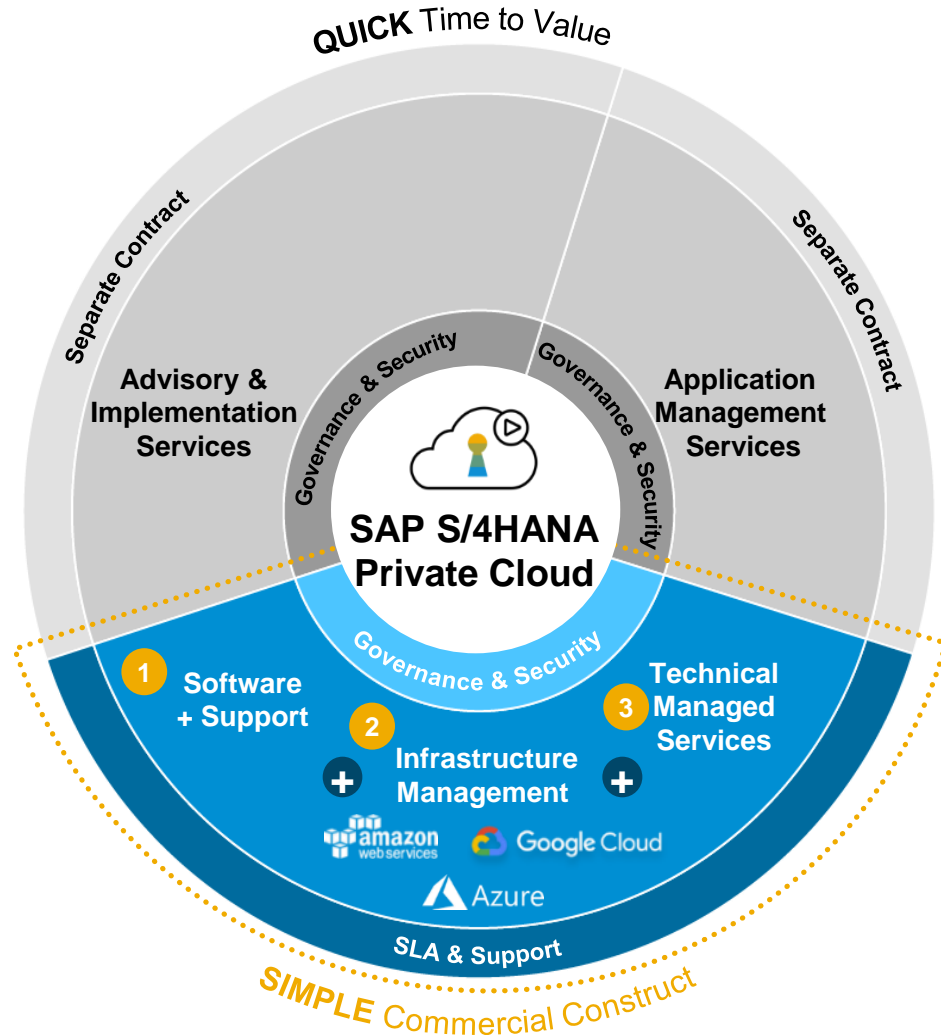 QUICK Time to Value
Separate Contract
Separate Contract
Governance & Security
Governance & Security
Advisory &
Implementation
Services
Application
Management
Services
SAP S/4HANA
Private Cloud
Governance & Security
1
Software
+ Support
2
Infrastructure
Management
3
Technical
Managed
Services
+
+
amazon
webservices
Google Cloud
Azure
SLA & Support
SIMPLE Commercial Construct